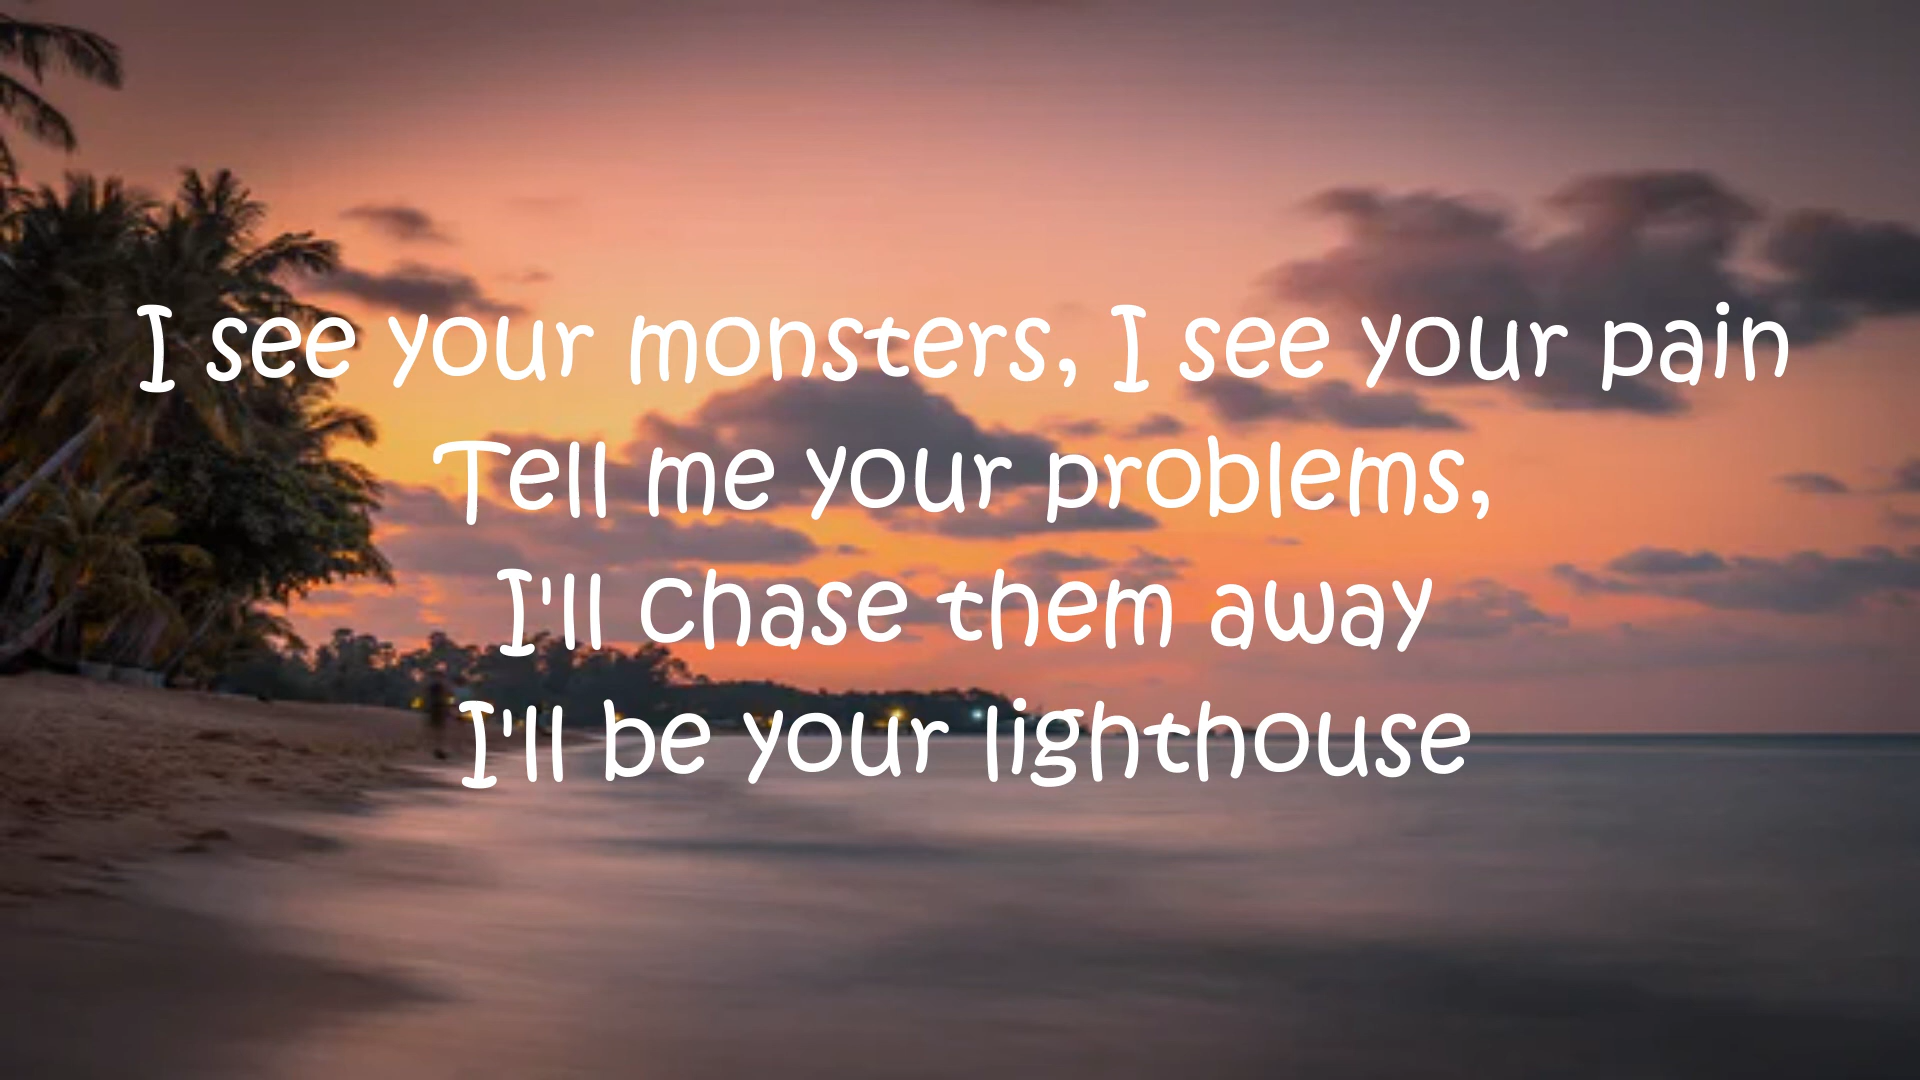 I see your monsters, I see your pain
Tell me your problems,
I'll chase them away
I'll be your lighthouse